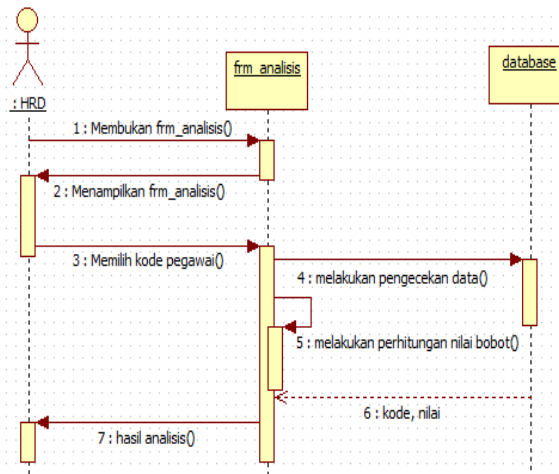 : HRD
frm_analisis
database
1 : Membukan frm_analisis()
2 : Menampilkan frm_analisis()
3 : Memilih kode pegawai()
4 : melakukan pengecekan data()
5 : melakukan perhitungan nilai bobot()
6 : kode, nilai
7 : hasil analisis()